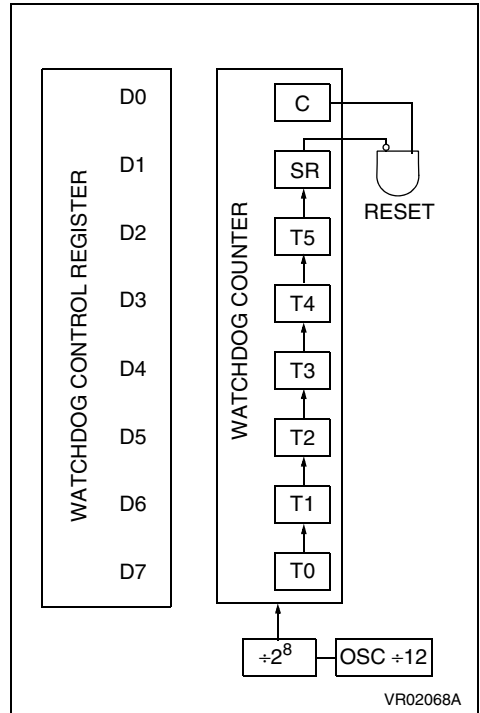 WATCHDOG CONTROL REGISTER
D0
D1
D2
D3
D4
D5
D6
D7
WATCHDOG COUNTER
C
SR
T5
T4
T3
T2
T1
T0
RESET
÷2⁸
OSC ÷12
VR02068A